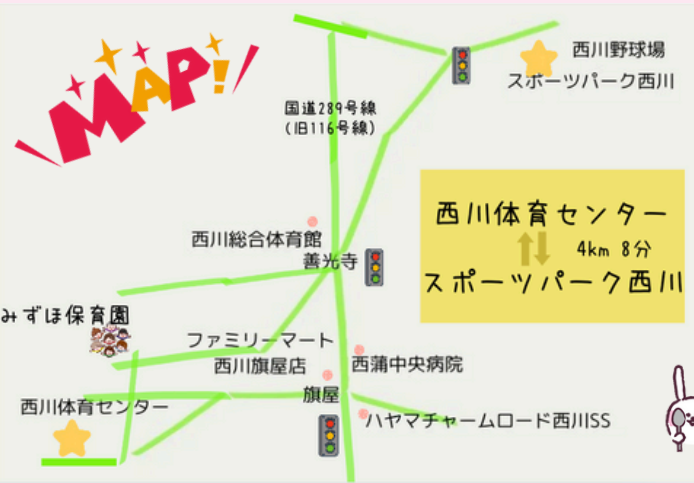 MAP!
西川野球場
スポーツパーク西川
国道289号線
(旧116号線)
西川体育センター
4km 8分
スポーツパーク西川
西川総合体育館
善光寺
みずほ保育園
ファミリーマート
西川旗屋店
西蒲中央病院
旗屋
西川体育センター
ハヤマチャームロード西川SS